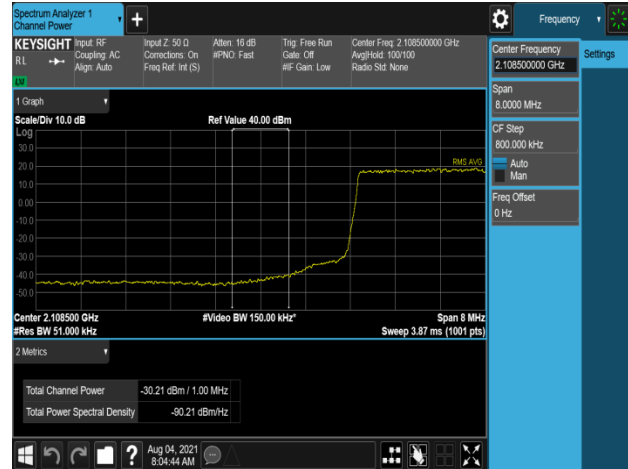 Spectrum Analyzer 1
Channel Power
+
Frequency
KEYSIGHT
RL
LV
Input: RF
Coupling: AC
Align: Auto
Input Z: 50 Ω
Corrections: On
Freq Ref: Int (S)
Atten: 16 dB
#PNO: Fast
Trig: Free Run
Gate: Off
#IF Gain: Low
Center Freq: 2.108500000 GHz
Avg|Hold: 100/100
Radio Std: None
Center Frequency
2.108500000 GHz
Settings
Span
8.0000 MHz
CF Step
800.000 kHz
Auto
Man
Freq Offset
0 Hz
1 Graph
Scale/Div 10.0 dB
Ref Value 40.00 dBm
Log
30.0
20.0
10.0
0.00
-10.0
-20.0
-30.0
-40.0
-50.0
RMS AVG
Center 2.108500 GHz
#Video BW 150.00 kHz*
Span 8 MHz
#Res BW 51.000 kHz
Sweep 3.87 ms (1001 pts)
2 Metrics
Total Channel Power -30.21 dBm / 1.00 MHz
Total Power Spectral Density -90.21 dBm/Hz
?
Aug 04, 2021
8:04:44 AM